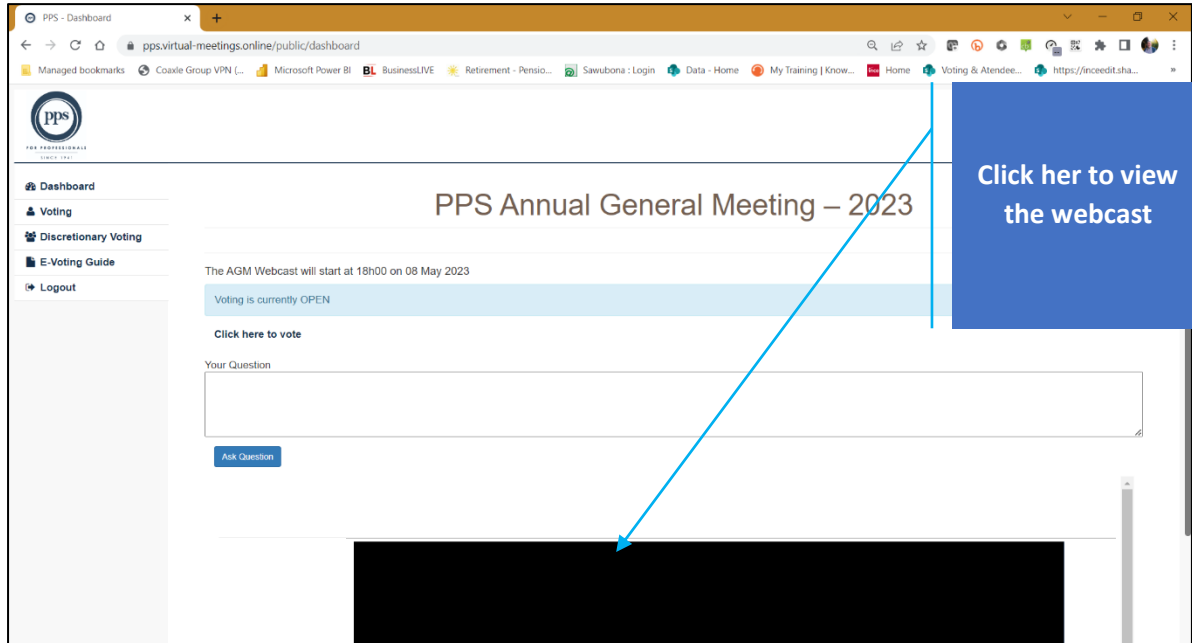 PPS - Dashboard
pps.virtual-meetings.online/public/dashboard
Managed bookmarks Coaxle Group VPN (... Microsoft Power BI BL BusinessLIVE Retirement - Pensio... Sawubona : Login Data - Home My Training | Know... Home Voting & Atendee... https://inceedit.sha... »
pps
FOR PROFESSIONALS
SINCE 1941
Dashboard
Voting
Discretionary Voting
E-Voting Guide
Logout
PPS Annual General Meeting – 2023
Click her to view
the webcast
The AGM Webcast will start at 18h00 on 08 May 2023
Voting is currently OPEN
Click here to vote
Your Question
Ask Question